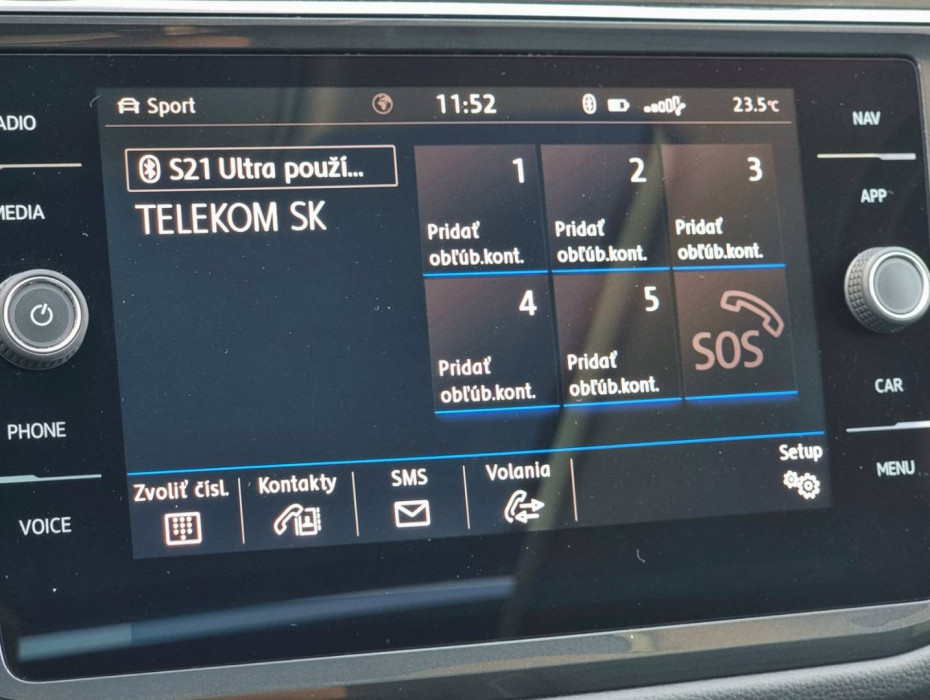 Sport 11:52 23.5°C
S21 Ultra použí...
TELEKOM SK
1
Pridať
obľúb.kont.
2
Pridať
obľúb.kont.
3
Pridať
obľúb.kont.
4
Pridať
obľúb.kont.
5
Pridať
obľúb.kont.
SOS
Zvoliť čísl.
Kontakty
SMS
Volania
Setup
ADIO
MEDIA
PHONE
VOICE
NAV
APP
CAR
MENU